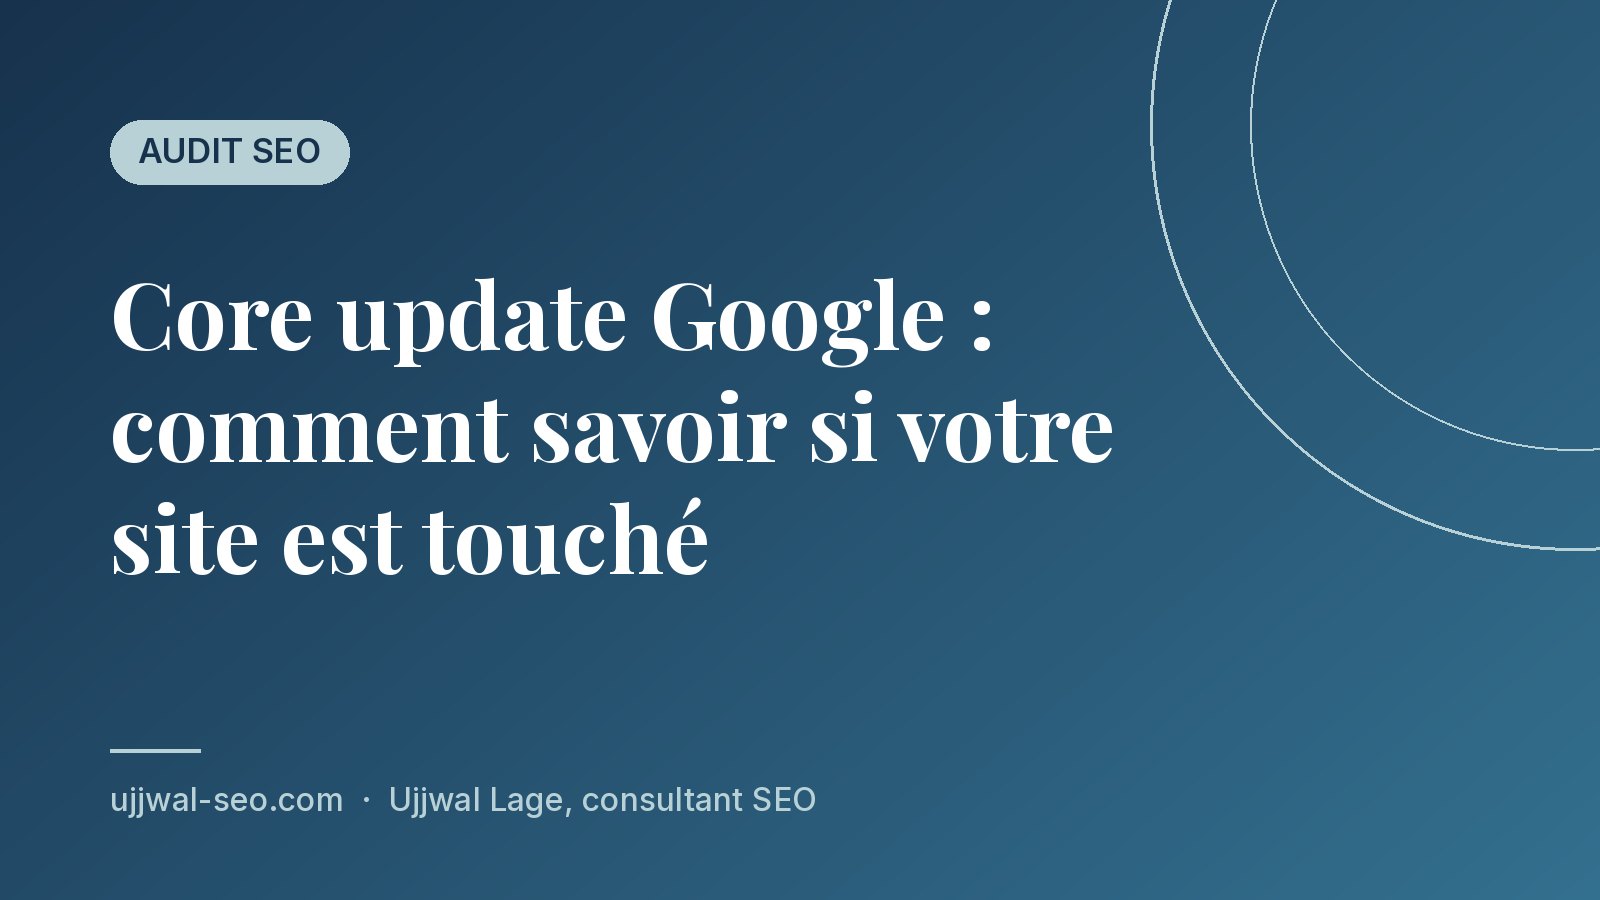 AUDIT SEO
Core update Google :
comment savoir si votre
site est touché
ujjwal-seo.com · Ujjwal Lage, consultant SEO